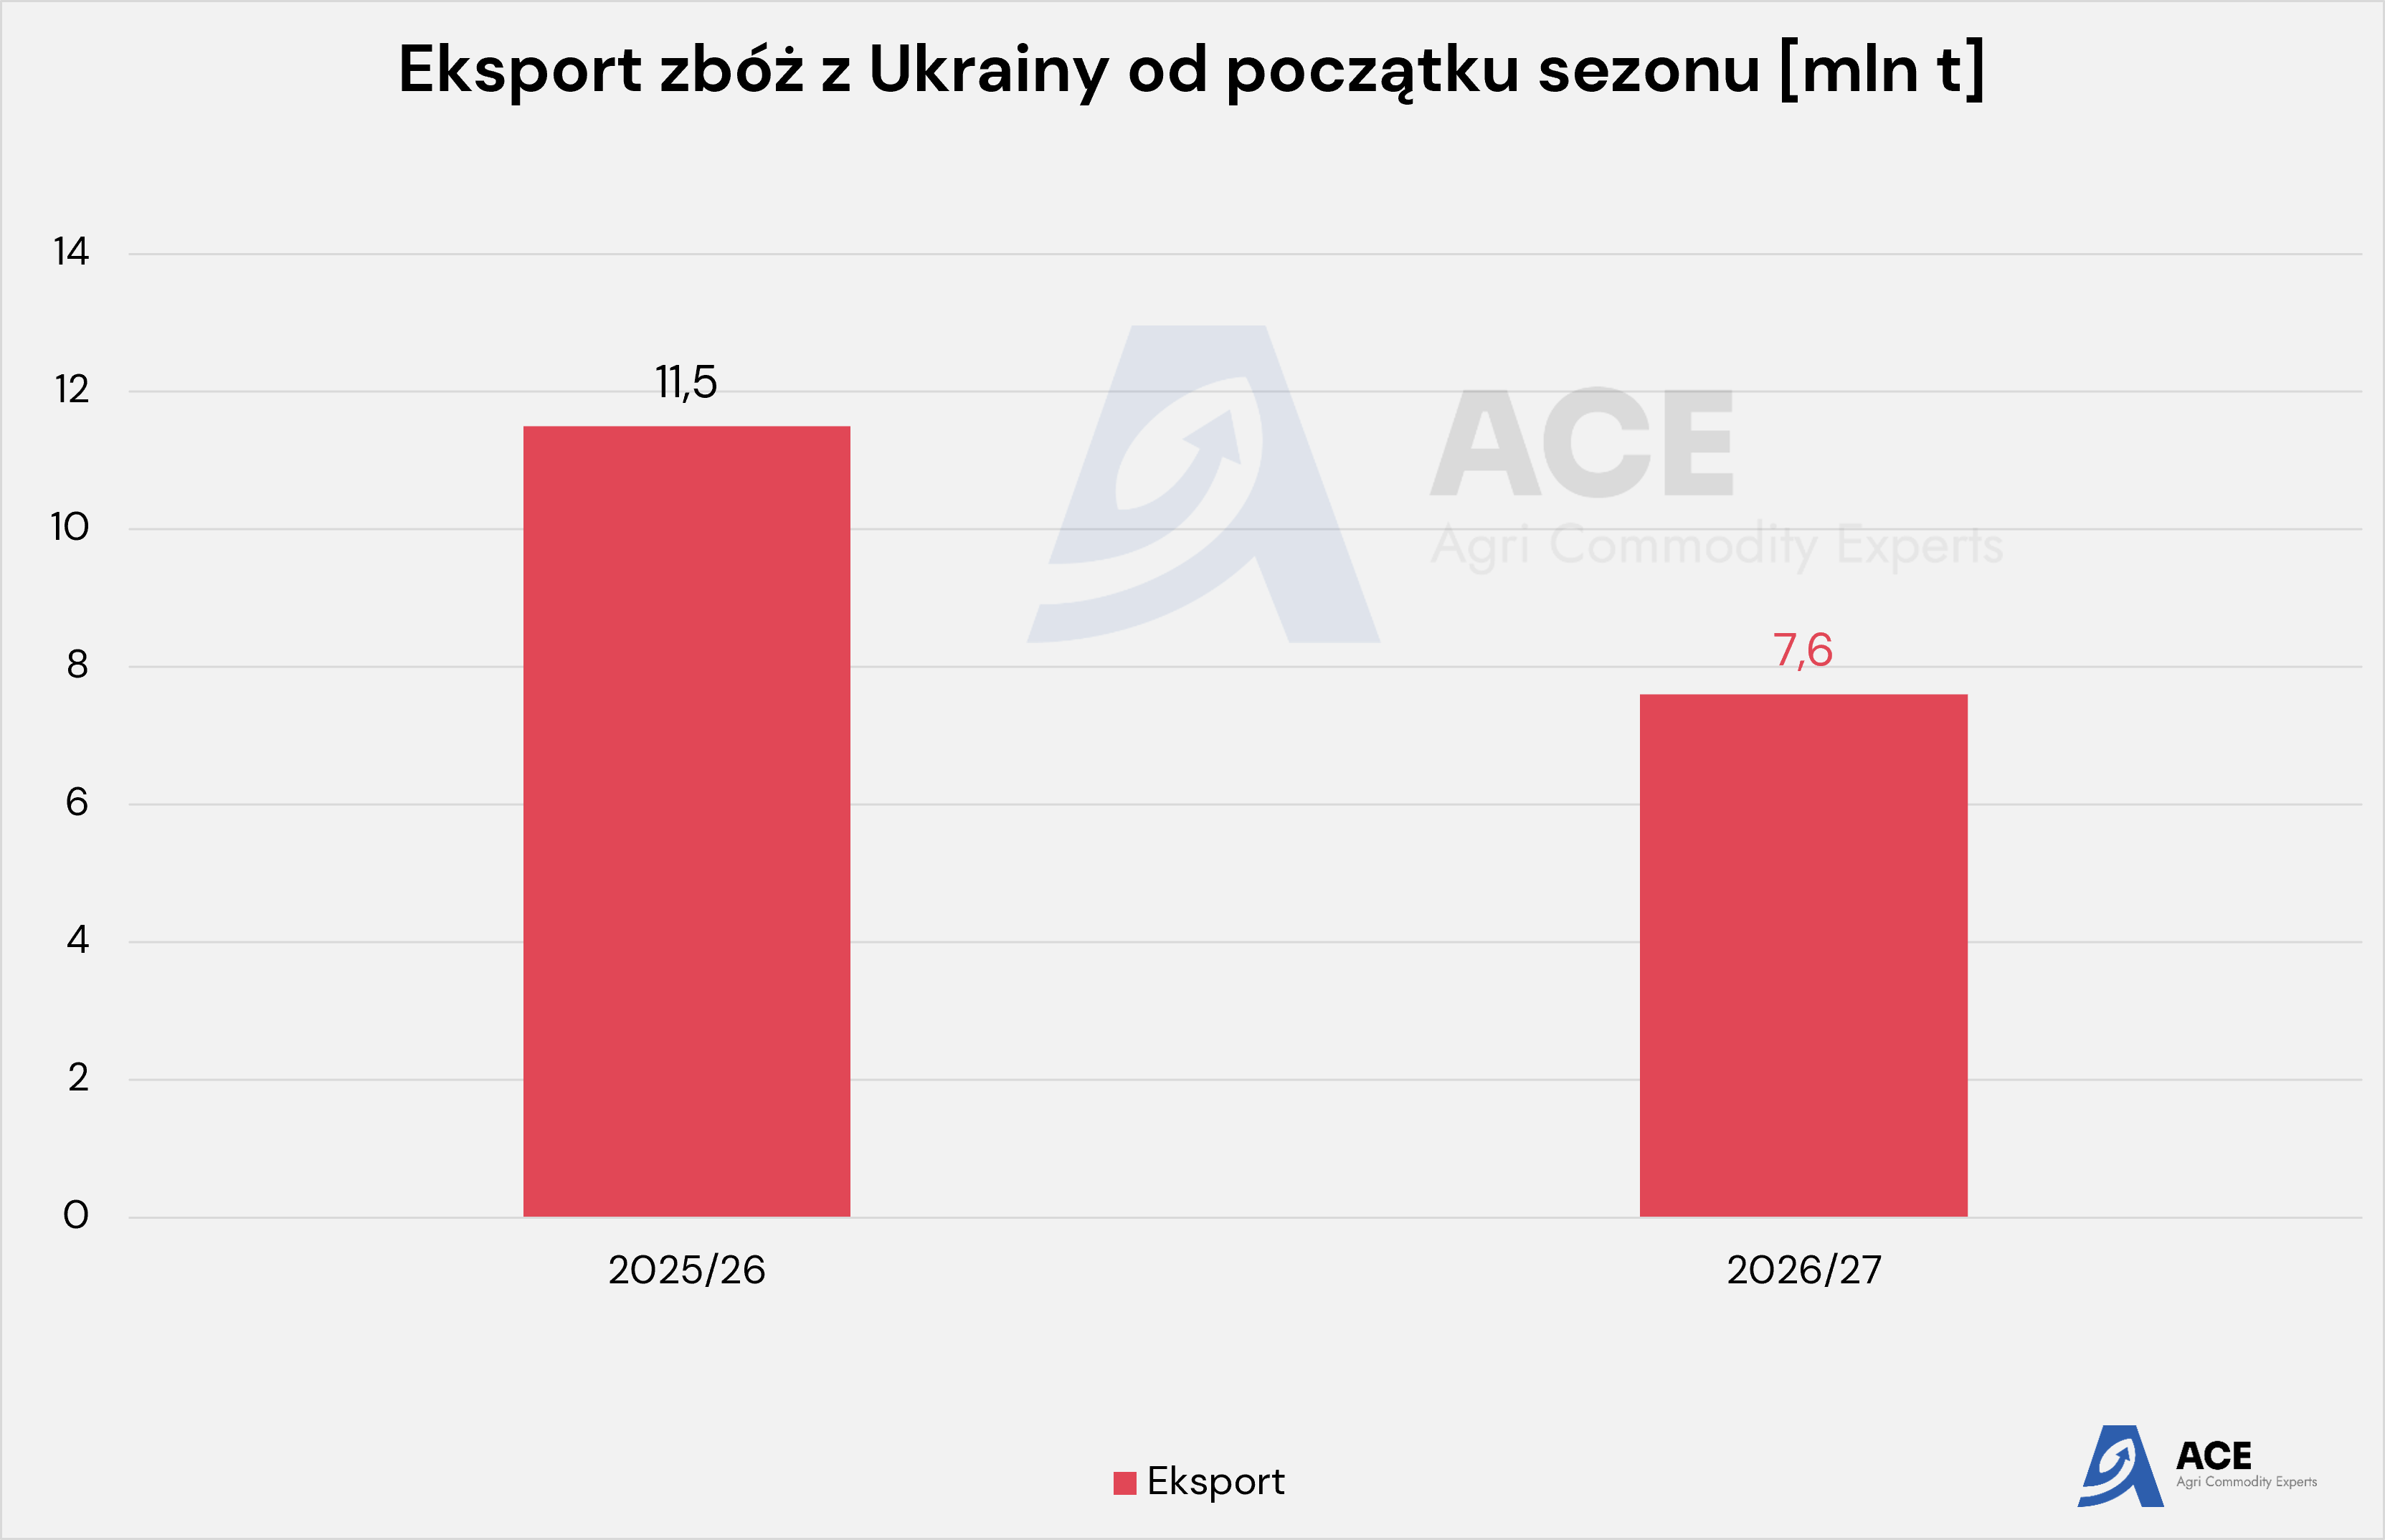 Eksport zbóż z Ukrainy od początku sezonu [mln t]
14
12
10
8
6
4
2
0
11,5
7,6
ACE
Agri Commodity Experts
2025/26
2026/27
Eksport
ACE
Agri Commodity Experts